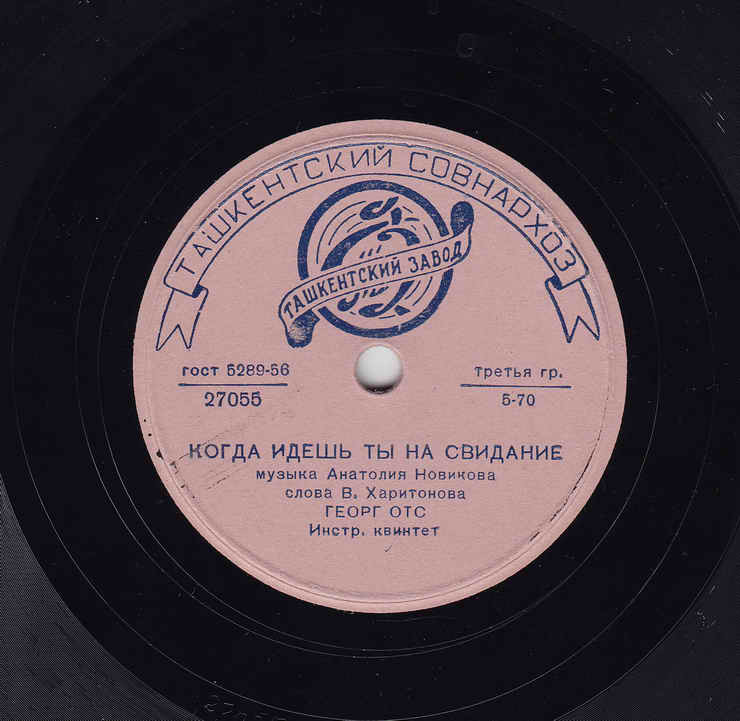 ТАШКЕНТСКИЙ СОВНАРХОЗ
ТАШКЕНТСКИЙ ЗАВОД
гост 5289-56
27055
третья гр.
5-70
КОГДА ИДЕШЬ ТЫ НА СВИДАНИЕ
музыка Анатолия Новикова
слова В. Харитонова
ГЕОРГ ОТС
Инстр. квинтет